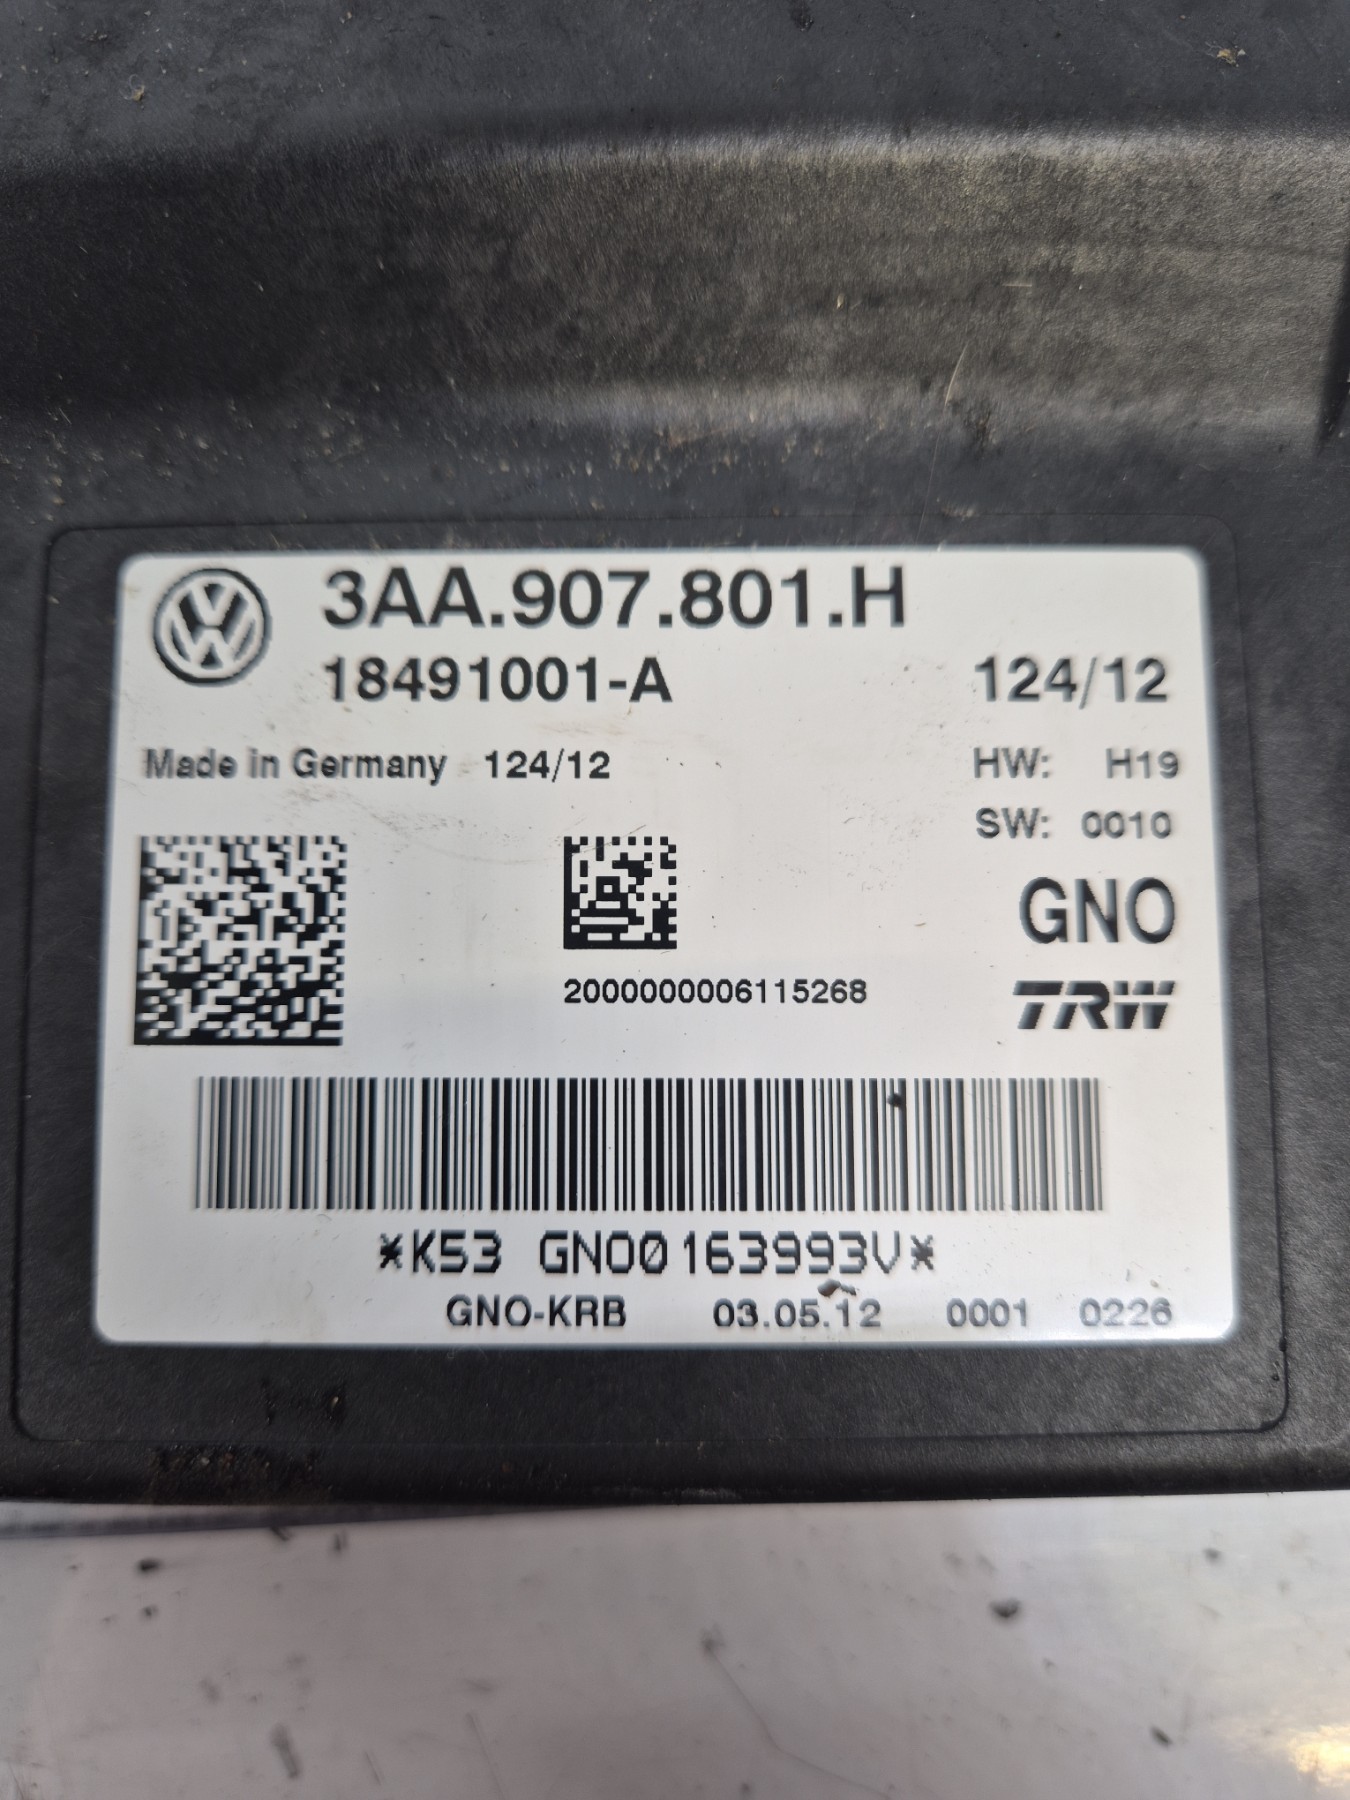 3AA.907.801.H
18491001-A 124/12
Made in Germany 124/12 HW: H19
SW: 0010
GNO
2000000006115268 TRW
*K53 GNO0163993V*
GNO-KRB 03.05.12 0001 0226